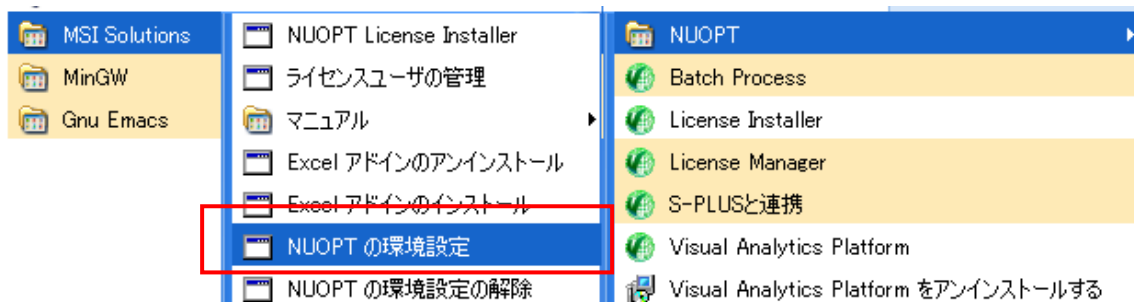 MSI Solutions
MinGW
Gnu Emacs
NUOPT License Installer
ライセンスユーザの管理
マニュアル
Excel アドインのアンインストール
Excel アドインのインストール
NUOPT の環境設定
NUOPT の環境設定の解除
NUOPT
Batch Process
License Installer
License Manager
S-PLUSと連携
Visual Analytics Platform
Visual Analytics Platform をアンインストールする